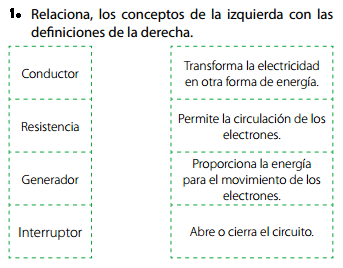 1. Relaciona, los conceptos de la izquierda con las
definiciones de la derecha.
Conductor
Transforma la electricidad
en otra forma de energía.
Resistencia
Permite la circulación de los
electrones.
Generador
Proporciona la energía
para el movimiento de los
electrones.
Interruptor
Abre o cierra el circuito.